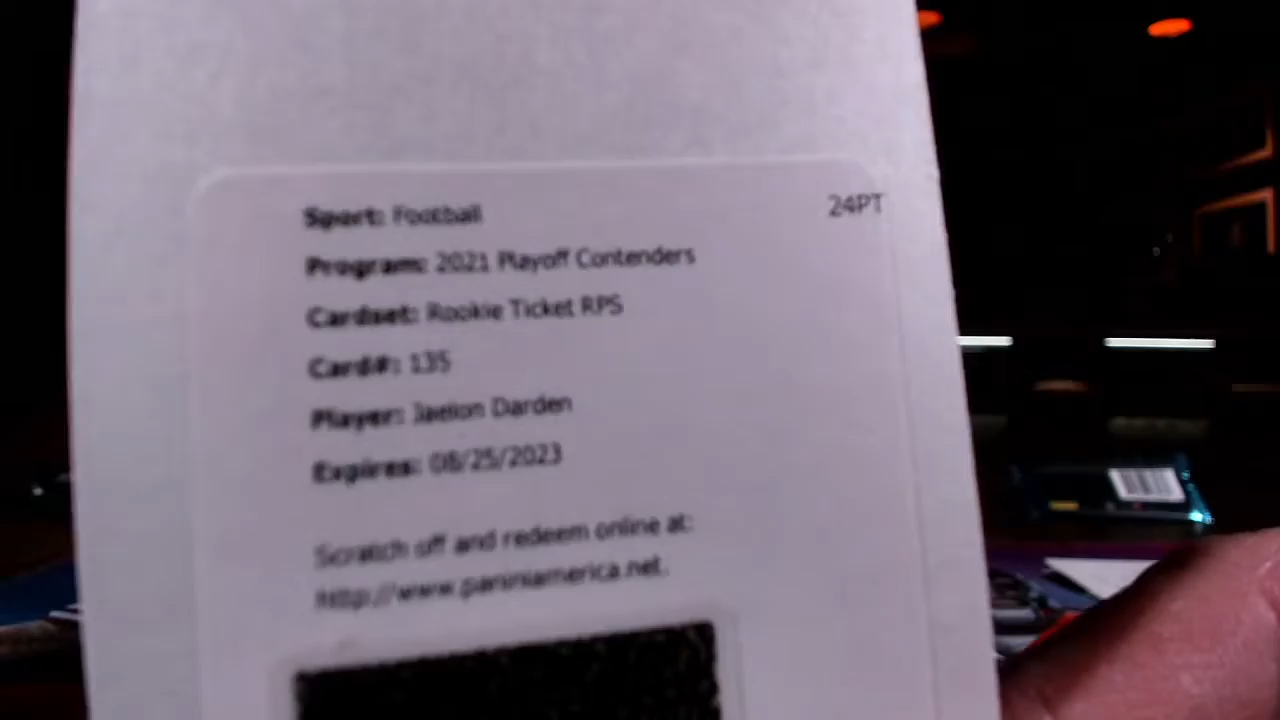 Sport: Football
24PT
Program: 2021 Playoff Contenders
Cardset: Rookie Ticket RPS
Card#: 135
Player: Jaelon Darden
Expires: 08/25/2023
Scratch off and redeem online at:
http://www.paniniamerica.net.